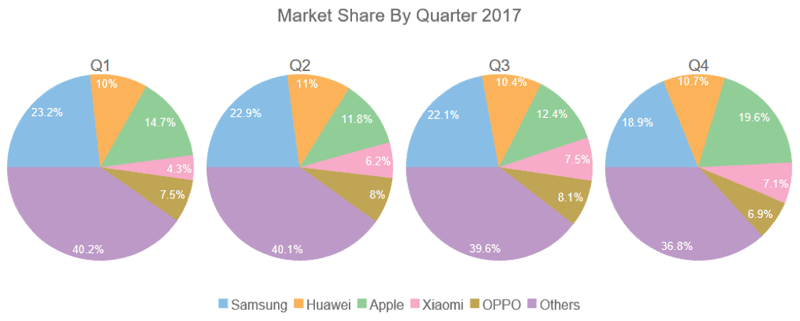 Market Share By Quarter 2017
Q1 Q2 Q3 Q4
23.2% 10% 14.7% 4.3% 7.5% 40.2%
22.9% 11% 11.8% 6.2% 8% 40.1%
22.1% 10.4% 12.4% 7.5% 8.1% 39.6%
18.9% 10.7% 19.6% 7.1% 6.9% 36.8%
Samsung Huawei Apple Xiaomi OPPO Others